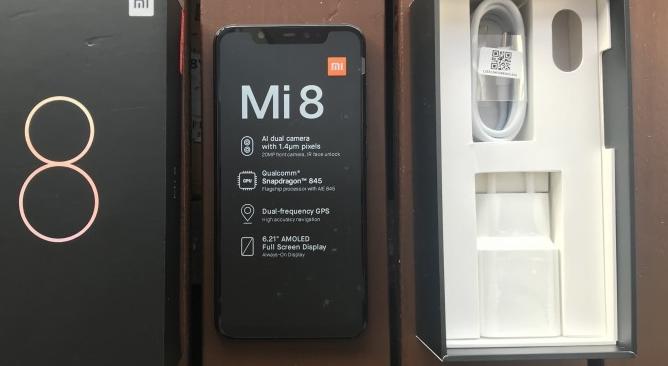 mi
8
mi
Mi 8
AI dual camera
with 1.4μm pixels
20MP front camera, IR face unlock
CPU
Qualcomm®
Snapdragon™ 845
Flagship processor with AIE 845
Dual-frequency GPS
High accuracy navigation
6.21" AMOLED
Full Screen Display
Always-On Display